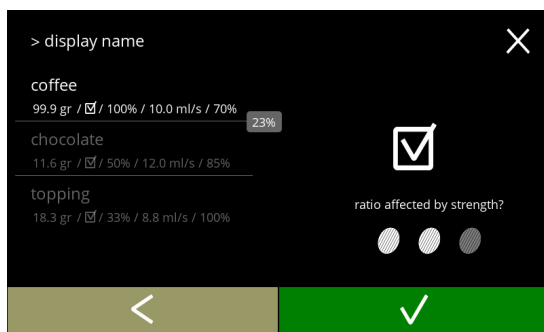 > display name
coffee
99.9 gr / ☑ / 100% / 10.0 ml/s / 70%
23%
chocolate
11.6 gr / ☑ / 50% / 12.0 ml/s / 85%
topping
18.3 gr / ☑ / 33% / 8.8 ml/s / 100%
ratio affected by strength?